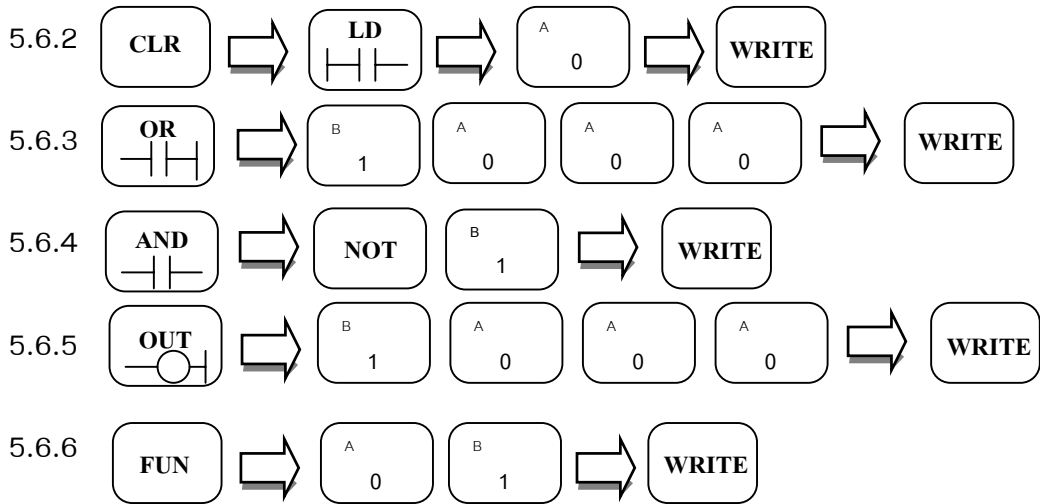 5.6.2 CLR LD A 0 WRITE
5.6.3 OR B 1 A 0 A 0 A 0 WRITE
5.6.4 AND NOT B 1 WRITE
5.6.5 OUT B 1 A 0 A 0 A 0 WRITE
5.6.6 FUN A 0 B 1 WRITE